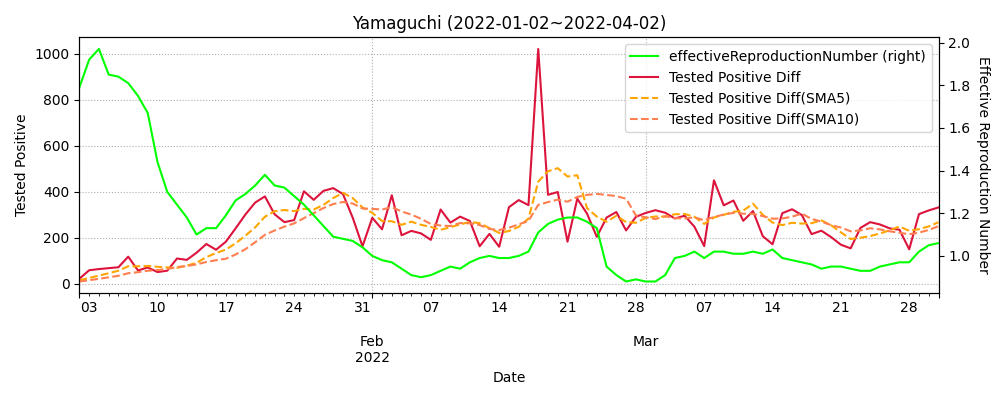 Yamaguchi (2022-01-02~2022-04-02)
effectiveReproductionNumber (right)
Tested Positive Diff
Tested Positive Diff(SMA5)
Tested Positive Diff(SMA10)
Tested Positive
1000
800
600
400
200
0
2.0
1.8
1.6
1.4
1.2
1.0
Effective Reproduction Number
03 10 17 24 31 07 14 21 28 07 14 21 28
Feb Mar
2022
Date